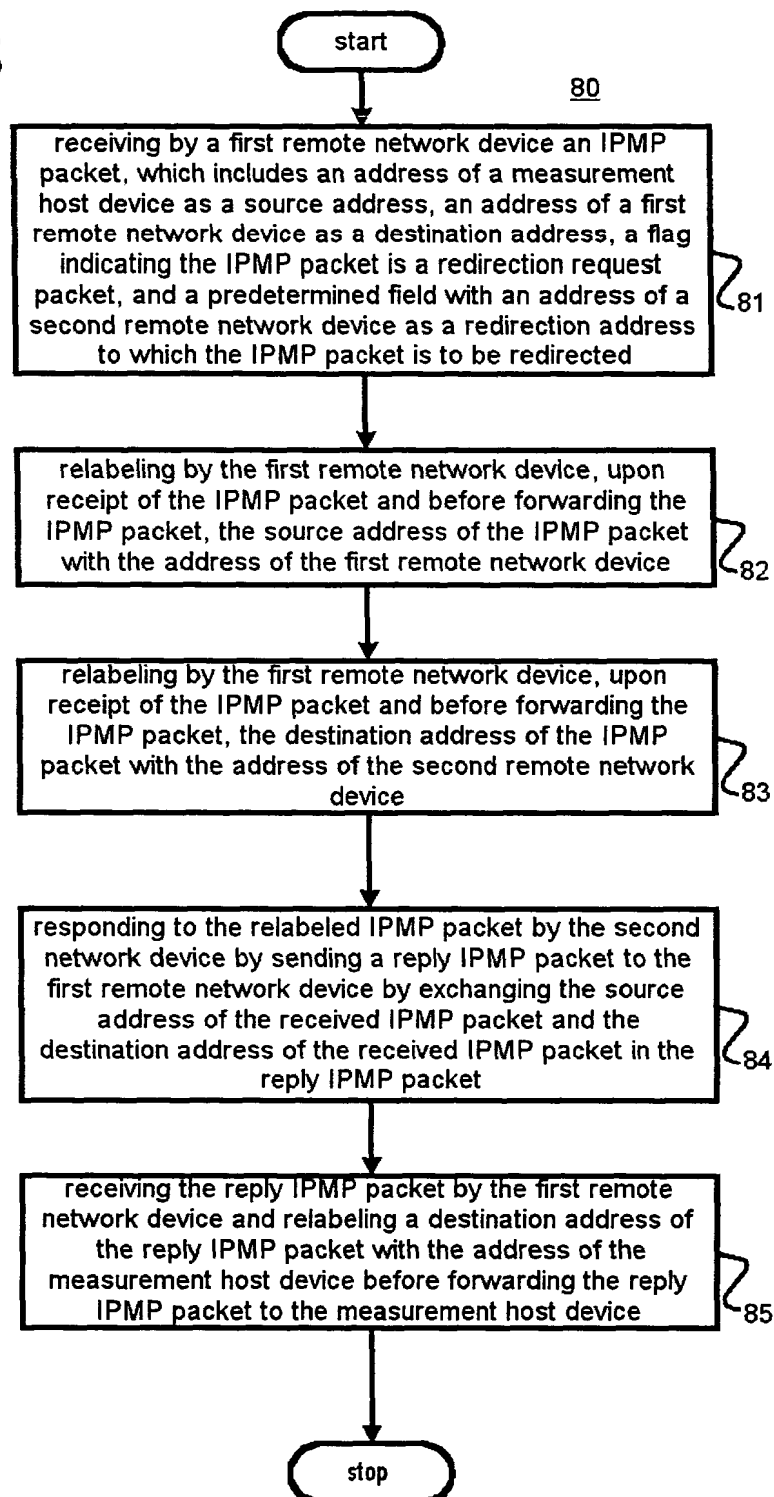 start
80
receiving by a first remote network device an IPMP
packet, which includes an address of a measurement
host device as a source address, an address of a first
remote network device as a destination address, a flag
indicating the IPMP packet is a redirection request
packet, and a predetermined field with an address of a
second remote network device as a redirection address
to which the IPMP packet is to be redirected
81
relabeling by the first remote network device, upon
receipt of the IPMP packet and before forwarding the
IPMP packet, the source address of the IPMP packet
with the address of the first remote network device
82
relabeling by the first remote network device, upon
receipt of the IPMP packet and before forwarding the
IPMP packet, the destination address of the IPMP
packet with the address of the second remote network
device
83
responding to the relabeled IPMP packet by the second
network device by sending a reply IPMP packet to the
first remote network device by exchanging the source
address of the received IPMP packet and the
destination address of the received IPMP packet in the
reply IPMP packet
84
receiving the reply IPMP packet by the first remote
network device and relabeling a destination address of
the reply IPMP packet with the address of the
measurement host device before forwarding the reply
IPMP packet to the measurement host device
85
stop